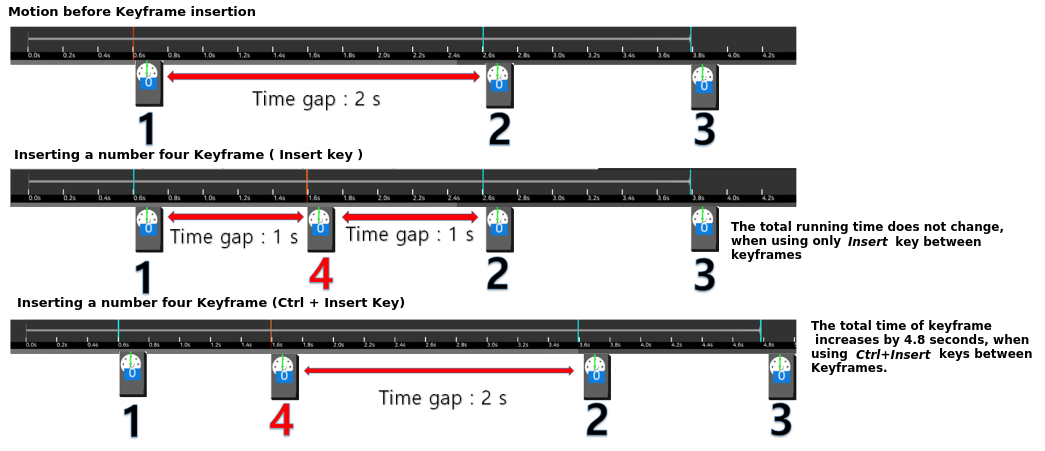 Motion before Keyframe insertion
0.0s 0.2s 0.4s 0.6s 0.8s 1.0s 1.2s 1.4s 1.6s 1.8s 2.0s 2.2s 2.4s 2.6s 2.8s 3.0s 3.2s 3.4s 3.6s 3.8s 4.0s 4.2s
0 0 0
Time gap : 2 s
1 2 3
Inserting a number four Keyframe ( Insert key )
0.0s 0.2s 0.4s 0.6s 0.8s 1.0s 1.2s 1.4s 1.6s 1.8s 2.0s 2.2s 2.4s 2.6s 2.8s 3.0s 3.2s 3.4s 3.6s 3.8s 4.0s 4.2s
0 0 0 0
Time gap : 1 s Time gap : 1 s
1 4 2 3
The total running time does not change,
when using only Insert key between
keyframes
Inserting a number four Keyframe (Ctrl + Insert Key)
0.0s 0.2s 0.4s 0.6s 0.8s 1.0s 1.2s 1.4s 1.6s 1.8s 2.0s 2.2s 2.4s 2.6s 2.8s 3.0s 3.2s 3.4s 3.6s 3.8s 4.0s 4.2s 4.4s 4.6s 4.8s
0 0 0 0
Time gap : 2 s
1 4 2 3
The total time of keyframe
increases by 4.8 seconds, when
using Ctrl+Insert keys between
Keyframes.